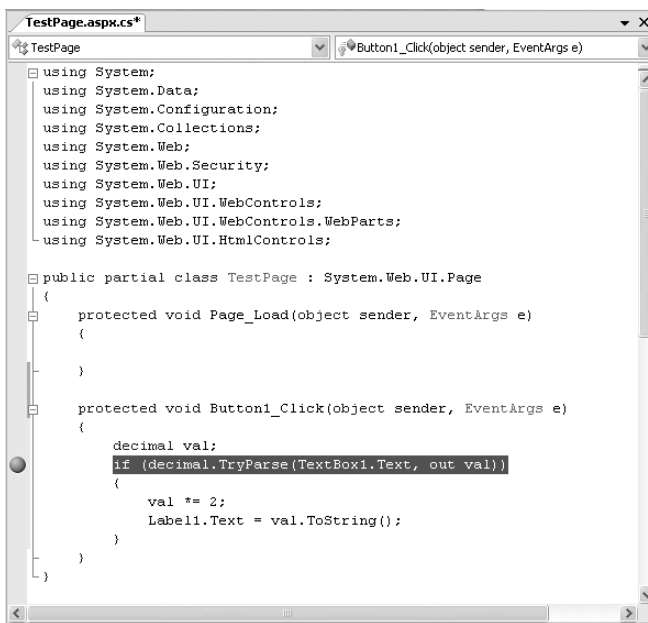 TestPage.aspx.cs*
TestPage
Button1_Click(object sender, EventArgs e)
using System;
using System.Data;
using System.Configuration;
using System.Collections;
using System.Web;
using System.Web.Security;
using System.Web.UI;
using System.Web.UI.WebControls;
using System.Web.UI.WebControls.WebParts;
using System.Web.UI.HtmlControls;
public partial class TestPage : System.Web.UI.Page
{
protected void Page_Load(object sender, EventArgs e)
{
}
protected void Button1_Click(object sender, EventArgs e)
{
decimal val;
if (decimal.TryParse(TextBox1.Text, out val))
{
val *= 2;
Label1.Text = val.ToString();
}
}
}